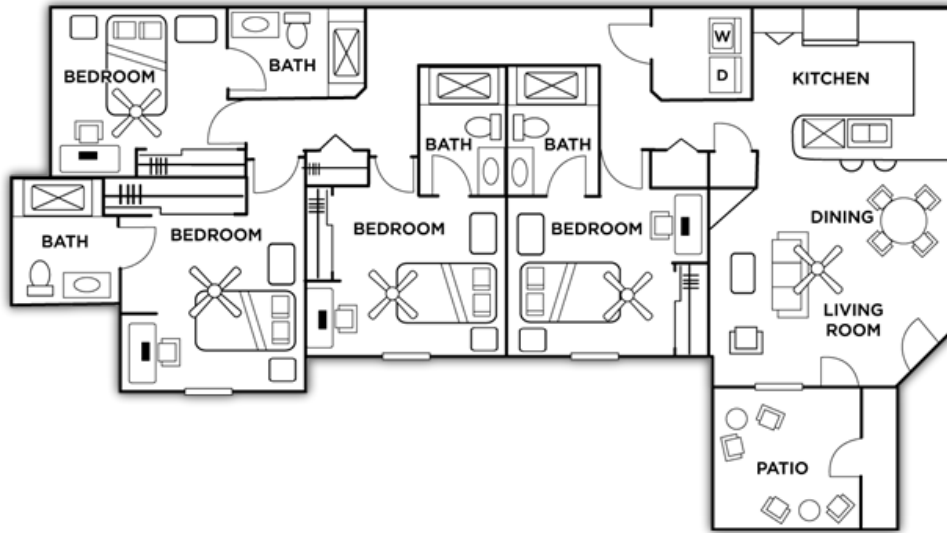 BEDROOM
BATH
W
D
KITCHEN
BATH
BATH
BATH
BEDROOM
BEDROOM
BEDROOM
DINING
LIVING
ROOM
PATIO